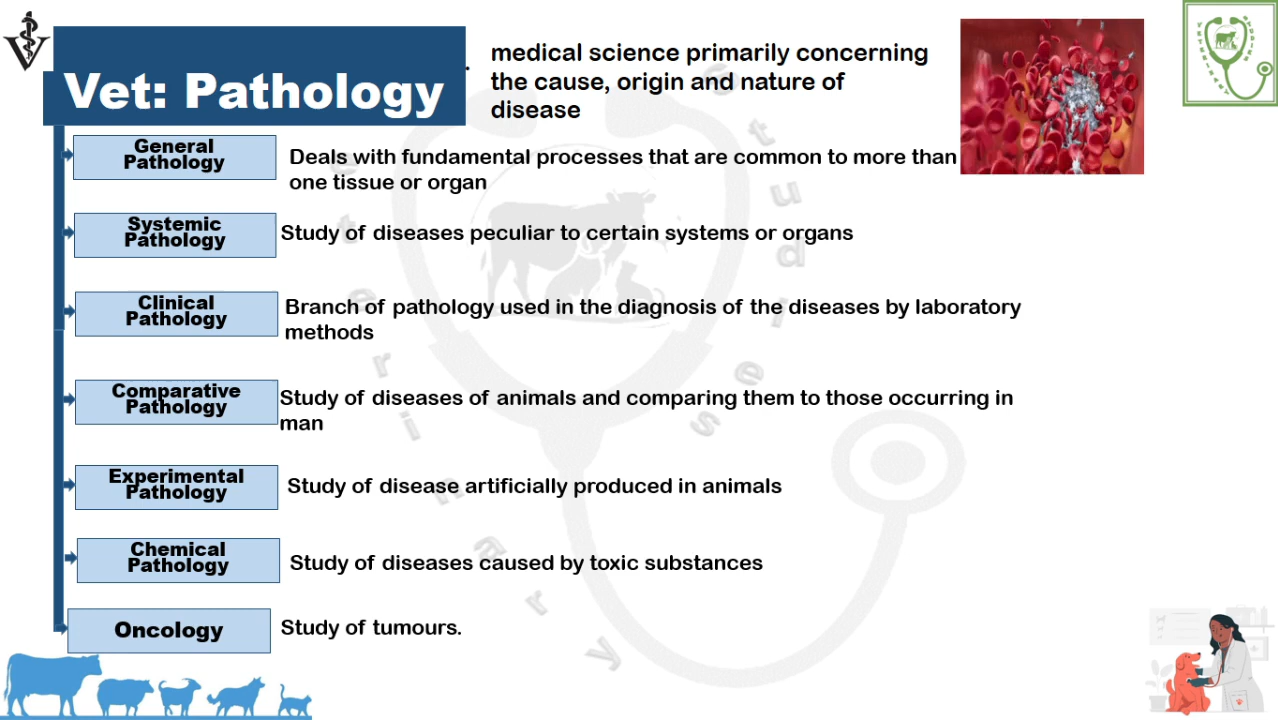 Vet: Pathology
.
medical science primarily concerning
the cause, origin and nature of
disease
General
Pathology
Deals with fundamental processes that are common to more than
one tissue or organ
Systemic
Pathology
Study of diseases peculiar to certain systems or organs
Clinical
Pathology
Branch of pathology used in the diagnosis of the diseases by laboratory
methods
Comparative
Pathology
Study of diseases of animals and comparing them to those occurring in
man
Experimental
Pathology
Study of disease artificially produced in animals
Chemical
Pathology
Study of diseases caused by toxic substances
Oncology
Study of tumours.
Veterinary Studies